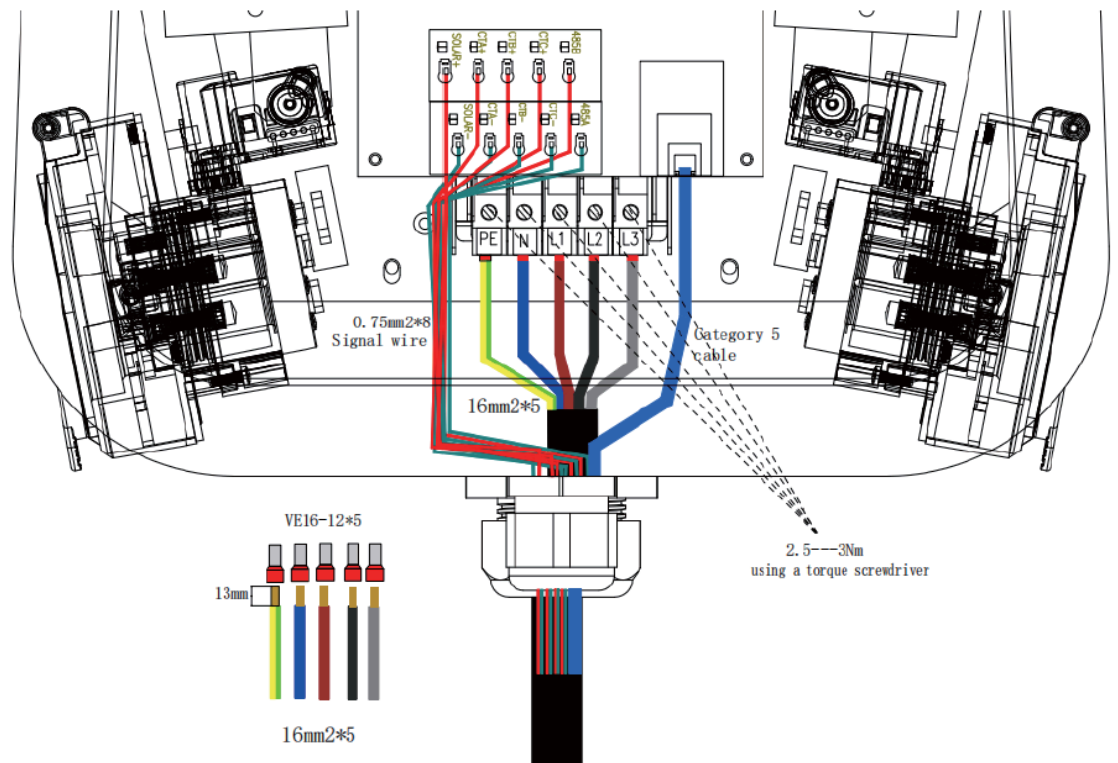 SOLAR+
CTA+
CTB+
CTC+
485B
SOLAR-
CTA-
CTB-
CTC-
485A
PE
N
L1
L2
L3
0.75mm2*8
Signal wire
Category 5
cable
16mm2*5
VE16-12*5
13mm
16mm2*5
2.5---3Nm
using a torque screwdriver